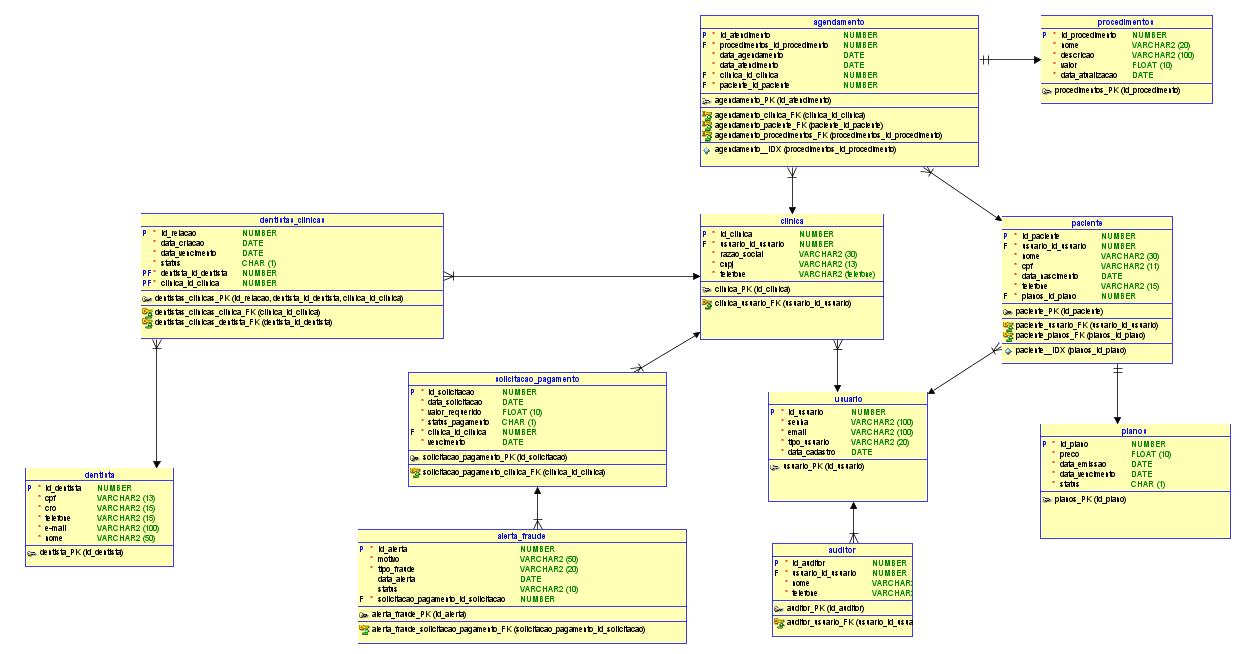 agendamento
P * id_atendimento NUMBER
F * procedimentos_id_procedimento NUMBER
* data_agendamento DATE
* data_atendimento DATE
F * clinica_id_clinica NUMBER
F * paciente_id_paciente NUMBER
agendamento_PK (id_atendimento)
agendamento_clinica_FK (clinica_id_clinica)
agendamento_paciente_FK (paciente_id_paciente)
agendamento_procedimentos_FK (procedimentos_id_procedimento)
agendamento__IDX (procedimentos_id_procedimento)
procedimentos
P * id_procedimento NUMBER
* nome VARCHAR2 (20)
* descricao VARCHAR2 (100)
* valor FLOAT (10)
* data_atualizacao DATE
procedimentos_PK (id_procedimento)
dentistas_clinicas
P * id_relacao NUMBER
* data_criacao DATE
* data_vencimento DATE
* status CHAR (1)
PF * dentista_id_dentista NUMBER
PF * clinica_id_clinica NUMBER
dentistas_clinicas_PK (id_relacao, dentista_id_dentista, clinica_id_clinica)
dentistas_clinicas_clinica_FK (clinica_id_clinica)
dentistas_clinicas_dentista_FK (dentista_id_dentista)
clinica
P * id_clinica NUMBER
F * usuario_id_usuario NUMBER
* razao_social VARCHAR2 (30)
* cnpj VARCHAR2 (13)
* telefone VARCHAR2 (telefone)
clinica_PK (id_clinica)
clinica_usuario_FK (usuario_id_usuario)
paciente
P * id_paciente NUMBER
F * usuario_id_usuario NUMBER
* nome VARCHAR2 (30)
* cpf VARCHAR2 (11)
* data_nascimento DATE
* telefone VARCHAR2 (15)
F * planos_id_plano NUMBER
paciente_PK (id_paciente)
paciente_usuario_FK (usuario_id_usuario)
paciente_planos_FK (planos_id_plano)
paciente__IDX (planos_id_plano)
solicitacao_pagamento
P * id_solicitacao NUMBER
* data_solicitacao DATE
* valor_requerido FLOAT (10)
* status_pagamento CHAR (1)
F * clinica_id_clinica NUMBER
* vencimento DATE
solicitacao_pagamento_PK (id_solicitacao)
solicitacao_pagamento_clinica_FK (clinica_id_clinica)
usuario
P * id_usuario NUMBER
* senha VARCHAR2 (100)
* email VARCHAR2 (100)
* tipo_usuario VARCHAR2 (20)
* data_cadastro DATE
usuario_PK (id_usuario)
planos
P * id_plano NUMBER
* preco FLOAT (10)
* data_emissao DATE
* data_vencimento DATE
* status CHAR (1)
planos_PK (id_plano)
dentista
P * id_dentista NUMBER
* cpf VARCHAR2 (13)
* cro VARCHAR2 (15)
* telefone VARCHAR2 (15)
* e-mail VARCHAR2 (100)
* nome VARCHAR2 (50)
dentista_PK (id_dentista)
alerta_fraude
P * id_alerta NUMBER
* motivo VARCHAR2 (50)
* tipo_fraude VARCHAR2 (20)
data_alerta DATE
status VARCHAR2 (10)
F * solicitacao_pagamento_id_solicitacao NUMBER
alerta_fraude_PK (id_alerta)
alerta_fraude_solicitacao_pagamento_FK (solicitacao_pagamento_id_solicitacao)
auditor
P * id_auditor NUMBER
F * usuario_id_usuario NUMBER
* nome VARCHAR2
* telefone VARCHAR2
auditor_PK (id_auditor)
auditor_usuario_FK (usuario_id_usua